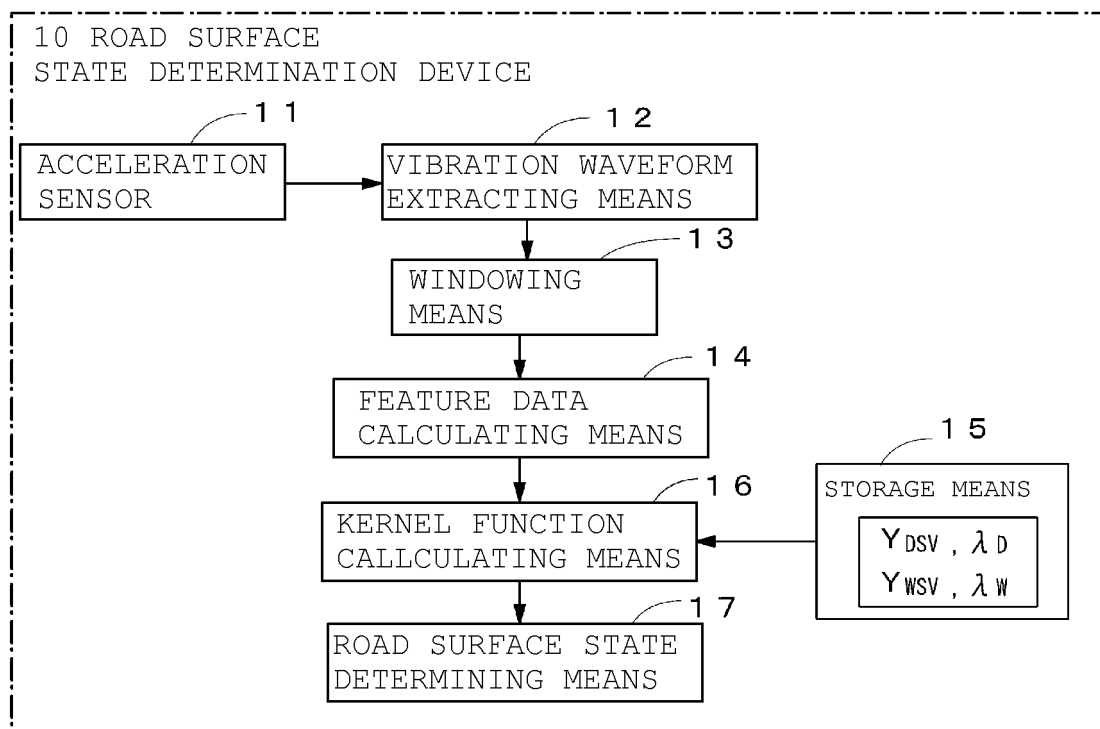 10 ROAD SURFACE
STATE DETERMINATION DEVICE
11
ACCELERATION
SENSOR
12
VIBRATION WAVEFORM
EXTRACTING MEANS
13
WINDOWING
MEANS
14
FEATURE DATA
CALCULATING MEANS
15
STORAGE MEANS
YDSV , λD
YWSV , λW
16
KERNEL FUNCTION
CALLCULATING MEANS
17
ROAD SURFACE STATE
DETERMINING MEANS